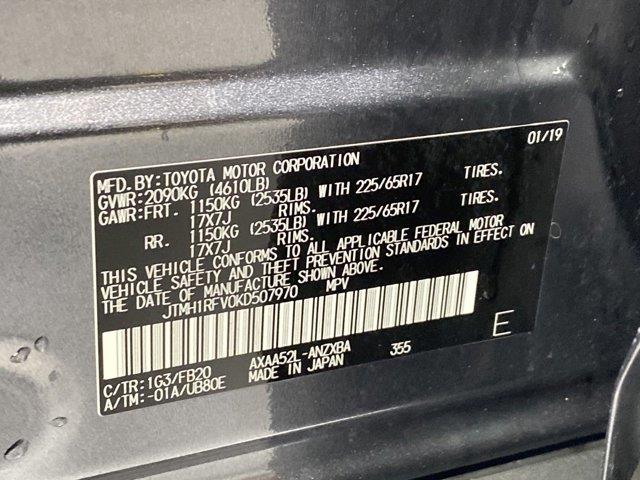 MFD. BY: TOYOTA MOTOR CORPORATION 01/19
GVWR: 2090KG (4610LB)
GAWR: FRT. 1150KG (2535LB) WITH 225/65R17 TIRES.
17X7J RIMS.
RR. 1150KG (2535LB) WITH 225/65R17 TIRES.
17X7J RIMS.
THIS VEHICLE CONFORMS TO ALL APPLICABLE FEDERAL MOTOR
VEHICLE SAFETY AND THEFT PREVENTION STANDARDS IN EFFECT ON
THE DATE OF MANUFACTURE SHOWN ABOVE.
JTMH1RFV0KD507970 MPV
E
C/TR: 1G3/FB20 AXAA52L-ANZXBA 355
A/TM: -01A/UB80E MADE IN JAPAN